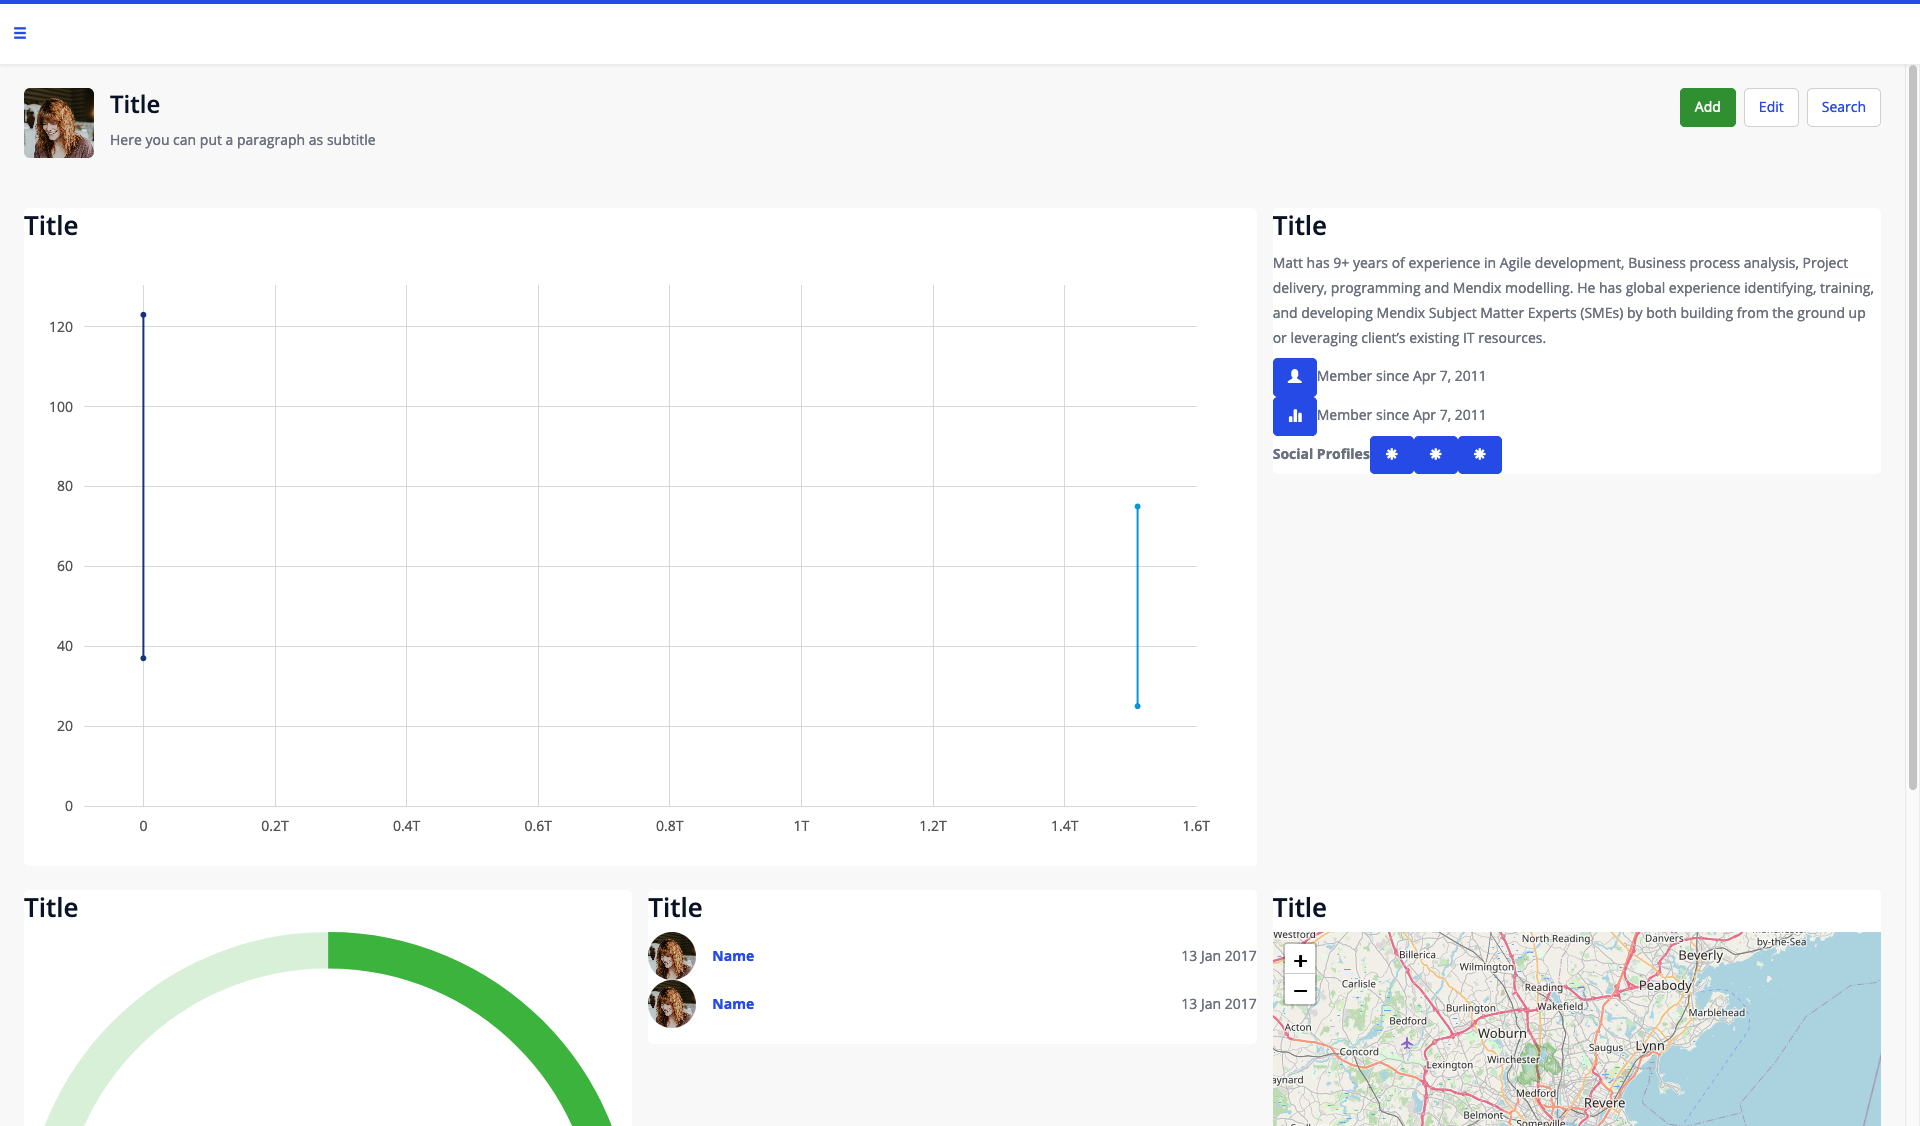 Title
Here you can put a paragraph as subtitle
Add
Edit
Search
Title
120
100
80
60
40
20
0
0
0.2T
0.4T
0.6T
0.8T
1T
1.2T
1.4T
1.6T
Title
Matt has 9+ years of experience in Agile development, Business process analysis, Project
delivery, programming and Mendix modelling. He has global experience identifying, training,
and developing Mendix Subject Matter Experts (SMEs) by both building from the ground up
or leveraging client’s existing IT resources.
Member since Apr 7, 2011
Member since Apr 7, 2011
Social Profiles
Title
Title
Name
13 Jan 2017
Name
13 Jan 2017
Title
+
−
Westford
North Reading
Danvers
by-the-Sea
Billerica
Beverly
Wilmington
Carlisle
Reading
Peabody
Burlington
Wakefield
Marblehead
Bedford
Acton
Woburn
Concord
Winchester
Saugus
Lynn
Lexington
aynard
Medford
Revere
Belmont
Somerville